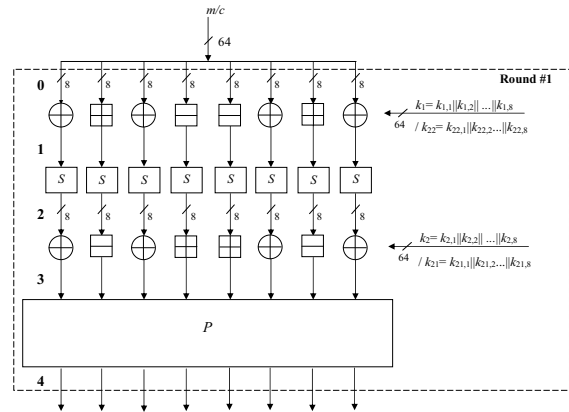 m/c
64
Round #1
0
8 8 8 8 8 8 8 8
k1= k1,1||k1,2|| ...||k1,8
64
/ k22= k22,1||k22,2...||k22,8
1
S S S S S S S S
2
8 8 8 8 8 8 8 8
k2= k2,1||k2,2|| ...||k2,8
64
/ k21= k21,1||k21,2...||k21,8
3
P
4